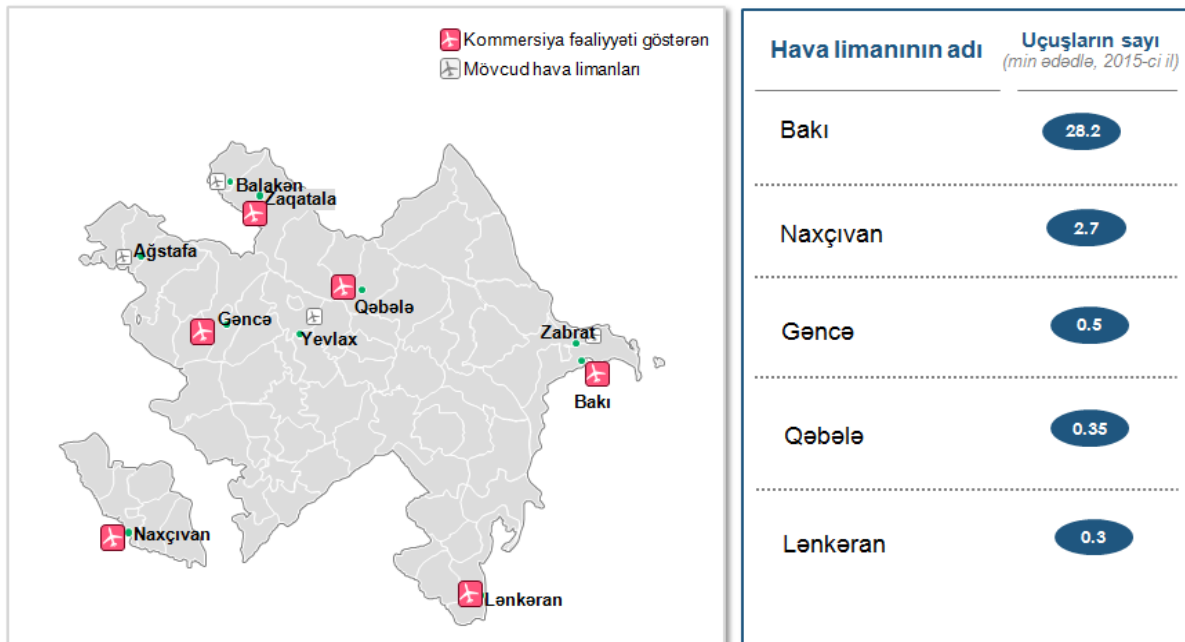 Kommersiya fəaliyyəti göstərən
Mövcud hava limanları
Balakən
Zaqatala
Ağstafa
Qəbələ
Gəncə
Yevlax
Zabrat
Bakı
Naxçıvan
Lənkəran
Hava limanının adı
Uçuşların sayı
(min ədədlə, 2015-ci il)
Bakı
28.2
Naxçıvan
2.7
Gəncə
0.5
Qəbələ
0.35
Lənkəran
0.3